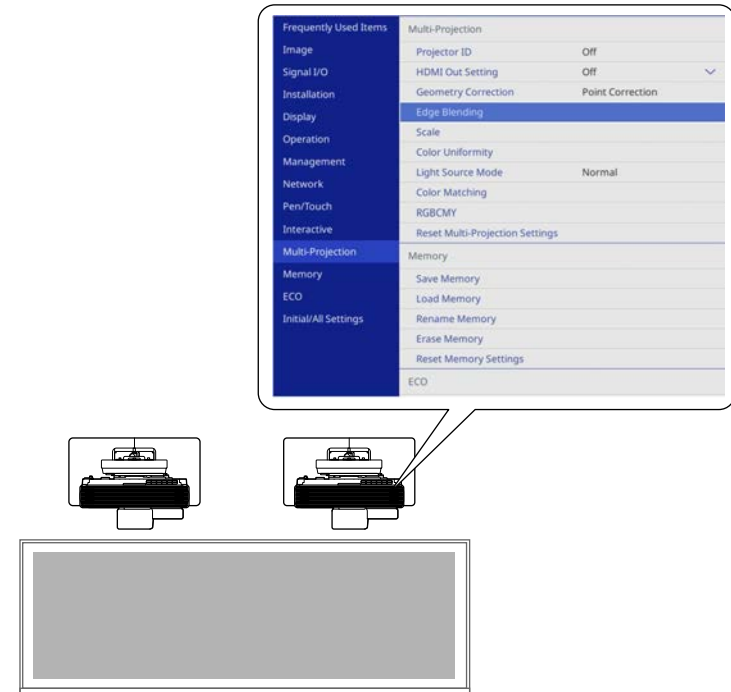 Frequently Used Items
Image
Signal I/O
Installation
Display
Operation
Management
Network
Pen/Touch
Interactive
Multi-Projection
Memory
ECO
Initial/All Settings
Multi-Projection
Projector ID Off
HDMI Out Setting Off
Geometry Correction Point Correction
Edge Blending
Scale
Color Uniformity
Light Source Mode Normal
Color Matching
RGBCMY
Reset Multi-Projection Settings
Memory
Save Memory
Load Memory
Rename Memory
Erase Memory
Reset Memory Settings
ECO